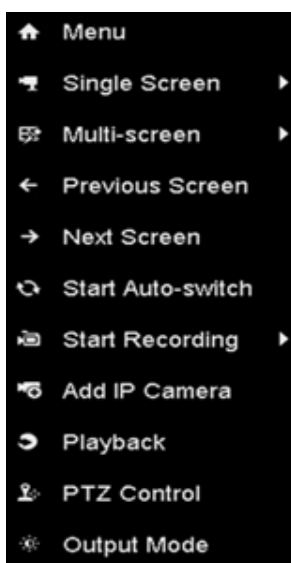 Menu
Single Screen
Multi-screen
Previous Screen
Next Screen
Start Auto-switch
Start Recording
Add IP Camera
Playback
PTZ Control
Output Mode